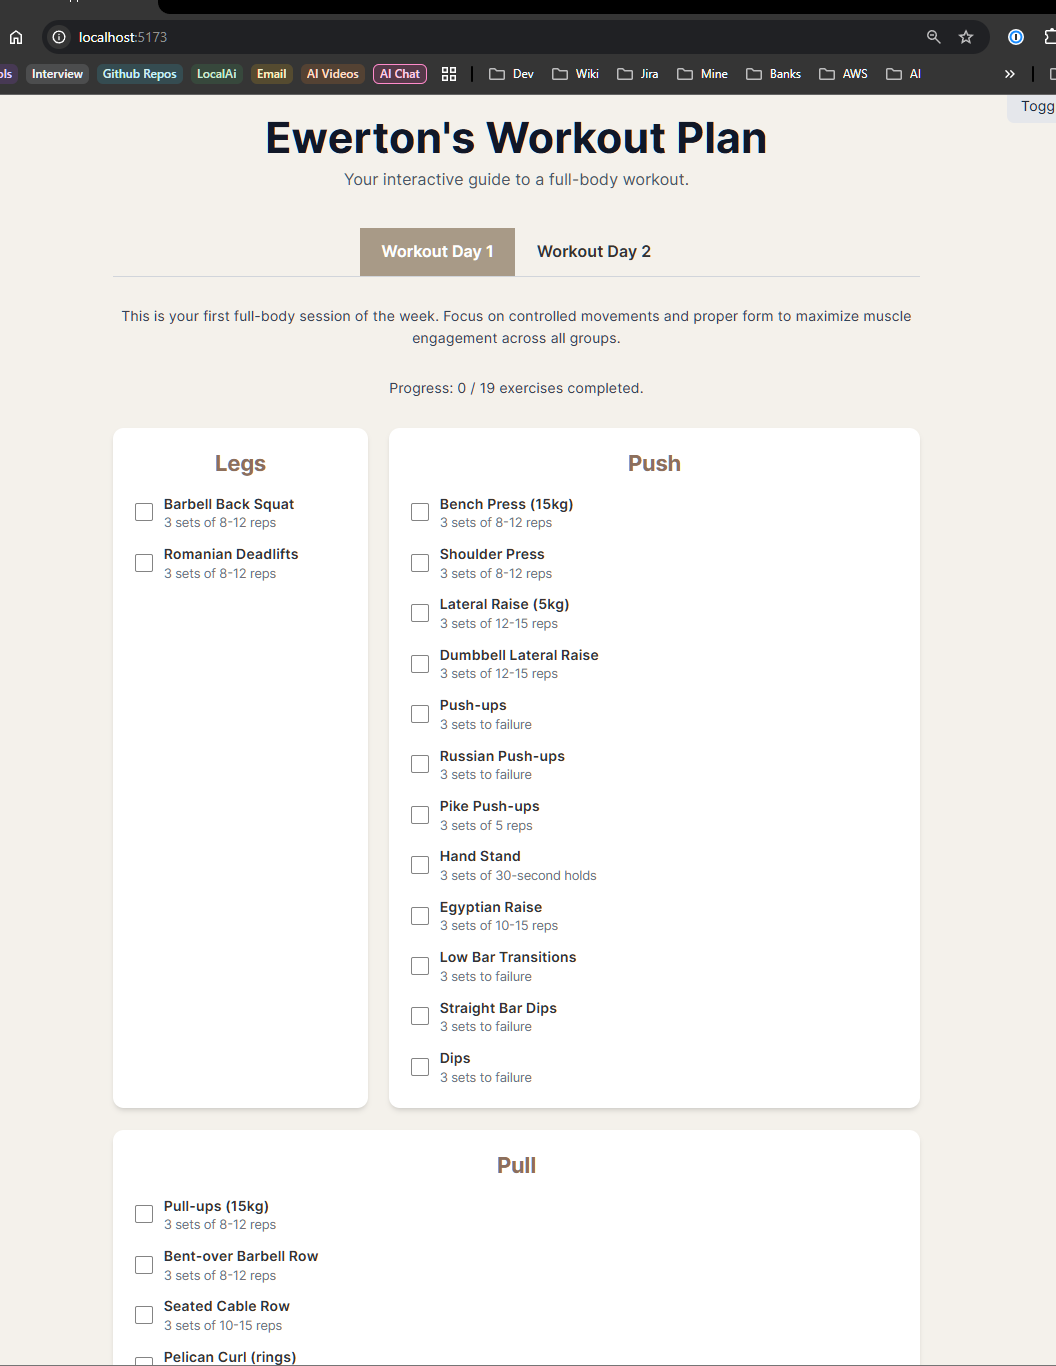 localhost:5173
ols Interview Github Repos LocalAi Email AI Videos AI Chat Dev Wiki Jira Mine Banks AWS AI
Togg
Ewerton's Workout Plan
Your interactive guide to a full-body workout.
Workout Day 1 Workout Day 2
This is your first full-body session of the week. Focus on controlled movements and proper form to maximize muscle
engagement across all groups.
Progress: 0 / 19 exercises completed.
Legs
Barbell Back Squat
3 sets of 8-12 reps
Romanian Deadlifts
3 sets of 8-12 reps
Push
Bench Press (15kg)
3 sets of 8-12 reps
Shoulder Press
3 sets of 8-12 reps
Lateral Raise (5kg)
3 sets of 12-15 reps
Dumbbell Lateral Raise
3 sets of 12-15 reps
Push-ups
3 sets to failure
Russian Push-ups
3 sets to failure
Pike Push-ups
3 sets of 5 reps
Hand Stand
3 sets of 30-second holds
Egyptian Raise
3 sets of 10-15 reps
Low Bar Transitions
3 sets to failure
Straight Bar Dips
3 sets to failure
Dips
3 sets to failure
Pull
Pull-ups (15kg)
3 sets of 8-12 reps
Bent-over Barbell Row
3 sets of 8-12 reps
Seated Cable Row
3 sets of 10-15 reps
Pelican Curl (rings)